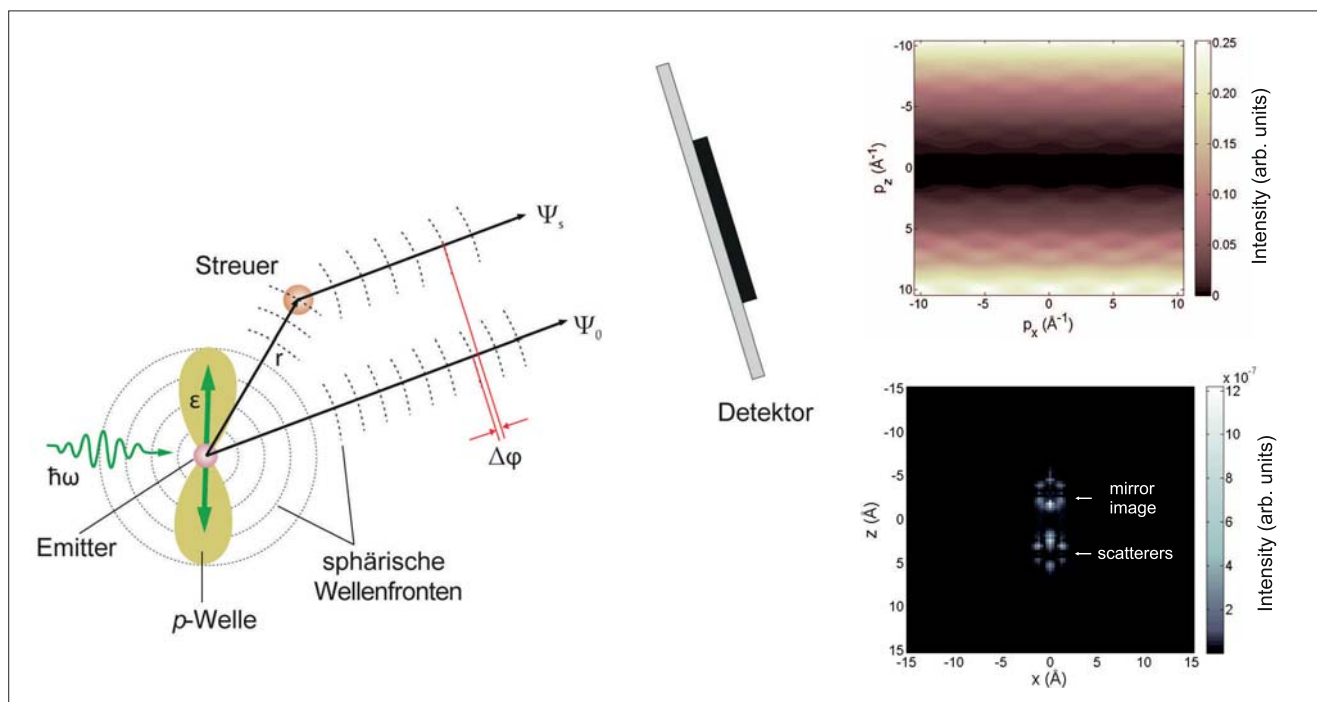 Ψs
Streuer
Ψ0
r
ε
ħω
Δφ
Detektor
Emitter
sphärische
Wellenfronten
p-Welle
-10
-5
0
5
10
pz (Å-1)
-10
-5
0
5
10
px (Å-1)
0.25
0.20
0.15
0.10
0.05
0
Intensity (arb. units)
-15
-10
-5
0
5
10
15
z (Å)
mirror
image
scatterers
-15
-10
-5
0
5
10
15
x (Å)
x 10-7
12
10
8
6
4
2
Intensity (arb. units)